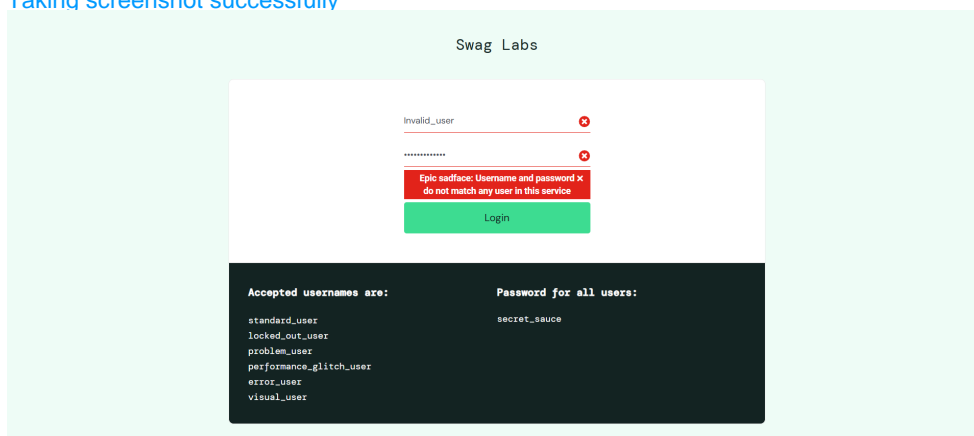 Taking screenshot successfully
Swag Labs
Invalid_user
•••••••••••••
Epic sadface: Username and password
do not match any user in this service
Login
Accepted usernames are:
standard_user
locked_out_user
problem_user
performance_glitch_user
error_user
visual_user
Password for all users:
secret_sauce